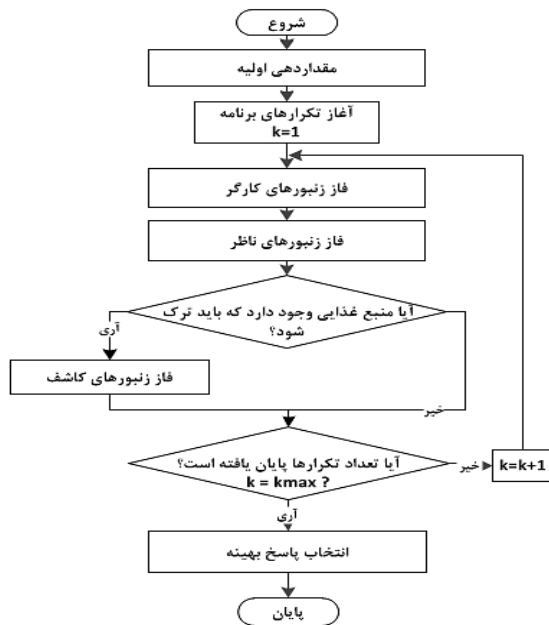 شروع
مقداردهی اولیه
آغاز تکرارهای برنامه
k=1
فاز زنبورهای کارگر
فاز زنبورهای ناظر
آیا منبع غذایی وجود دارد که باید ترک
شود؟
آری
فاز زنبورهای کاشف
خیر
آیا تعداد تکرارها پایان یافته است؟
k = kmax ?
خیر
k=k+1
آری
انتخاب پاسخ بهینه
پایان